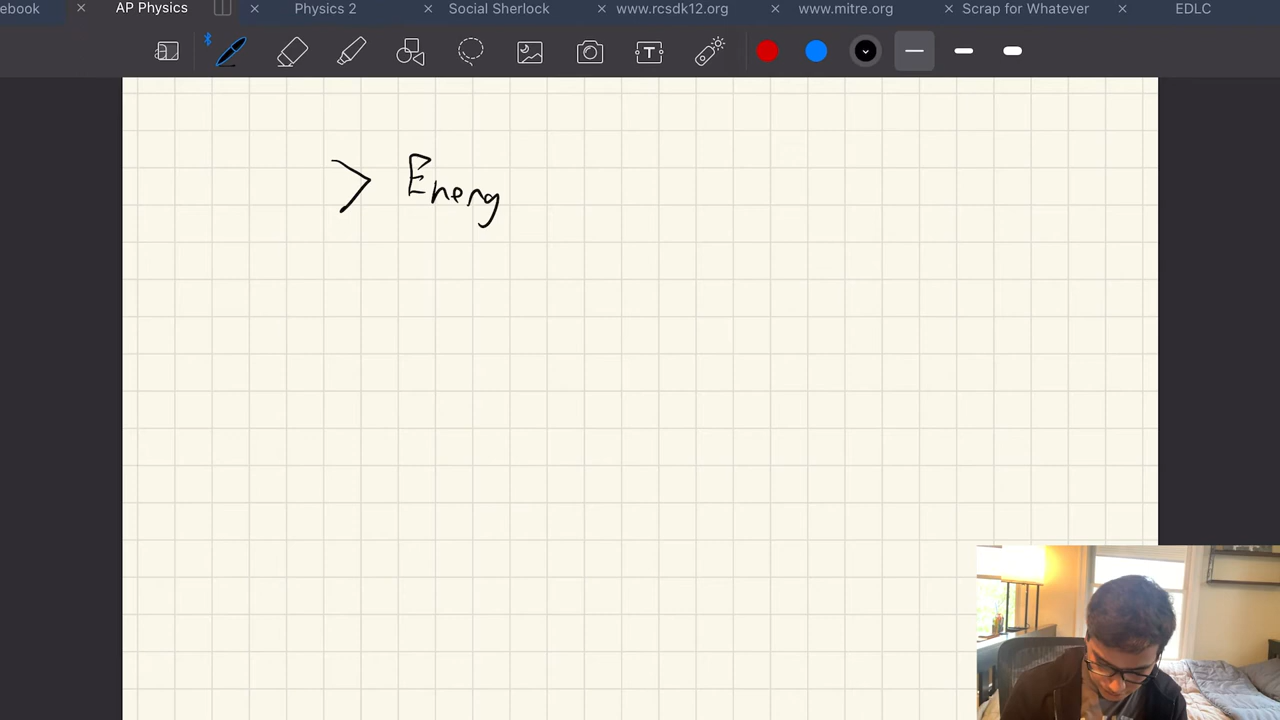 ebook AP Physics Physics 2 Social Sherlock www.rcsdk12.org www.mitre.org Scrap for Whatever EDLC
T
> Energ